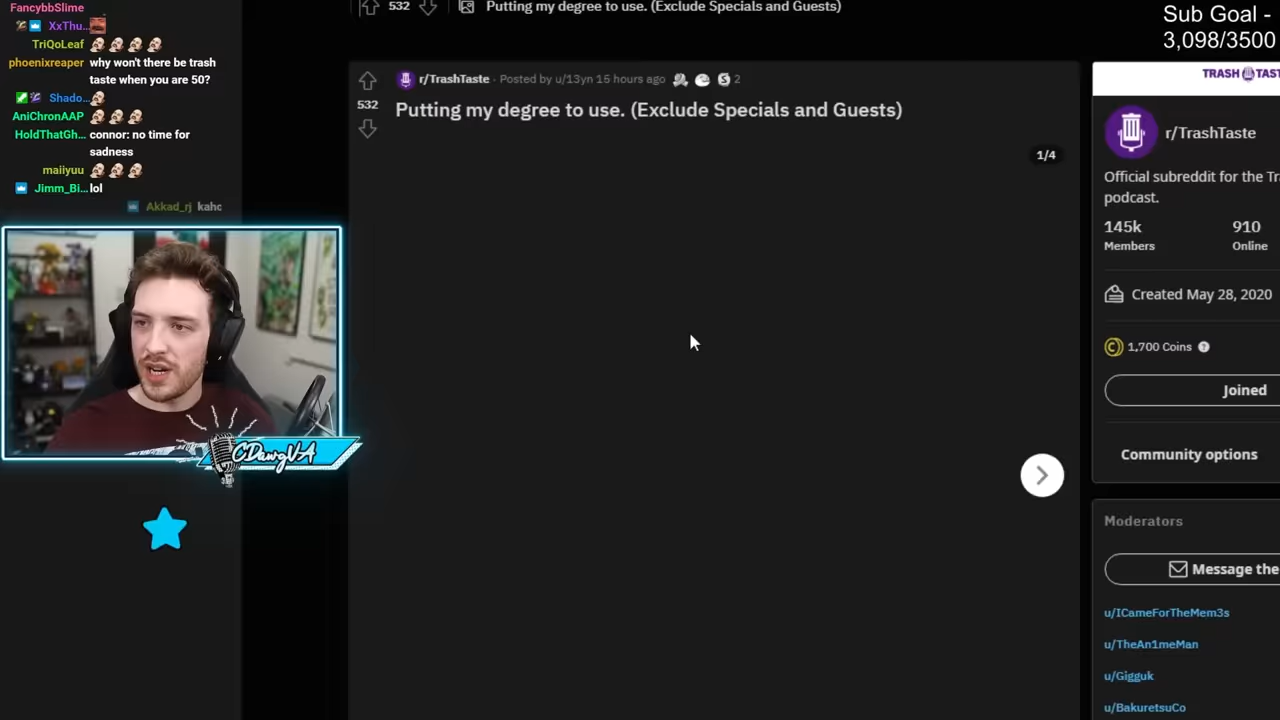 FancybbSlime
XxThu...
TriQoLeaf
phoenixreaper why won't there be trash
taste when you are 50?
Shado...
AniChronAAP
HoldThatGh... connor: no time for
sadness
maiiyuu
Jimm_Bi... lol
Akkad_rj kaho
CDawgVA
532 Putting my degree to use. (Exclude Specials and Guests)
r/TrashTaste · Posted by u/13yn 15 hours ago 2
532
Putting my degree to use. (Exclude Specials and Guests)
1/4
Sub Goal -
3,098/3500
TRASH TAST
r/TrashTaste
Official subreddit for the Tra
podcast.
145k 910
Members Online
Created May 28, 2020
1,700 Coins
Joined
Community options
Moderators
Message the
u/ICameForTheMem3s
u/TheAn1meMan
u/Gigguk
u/BakuretsuCo